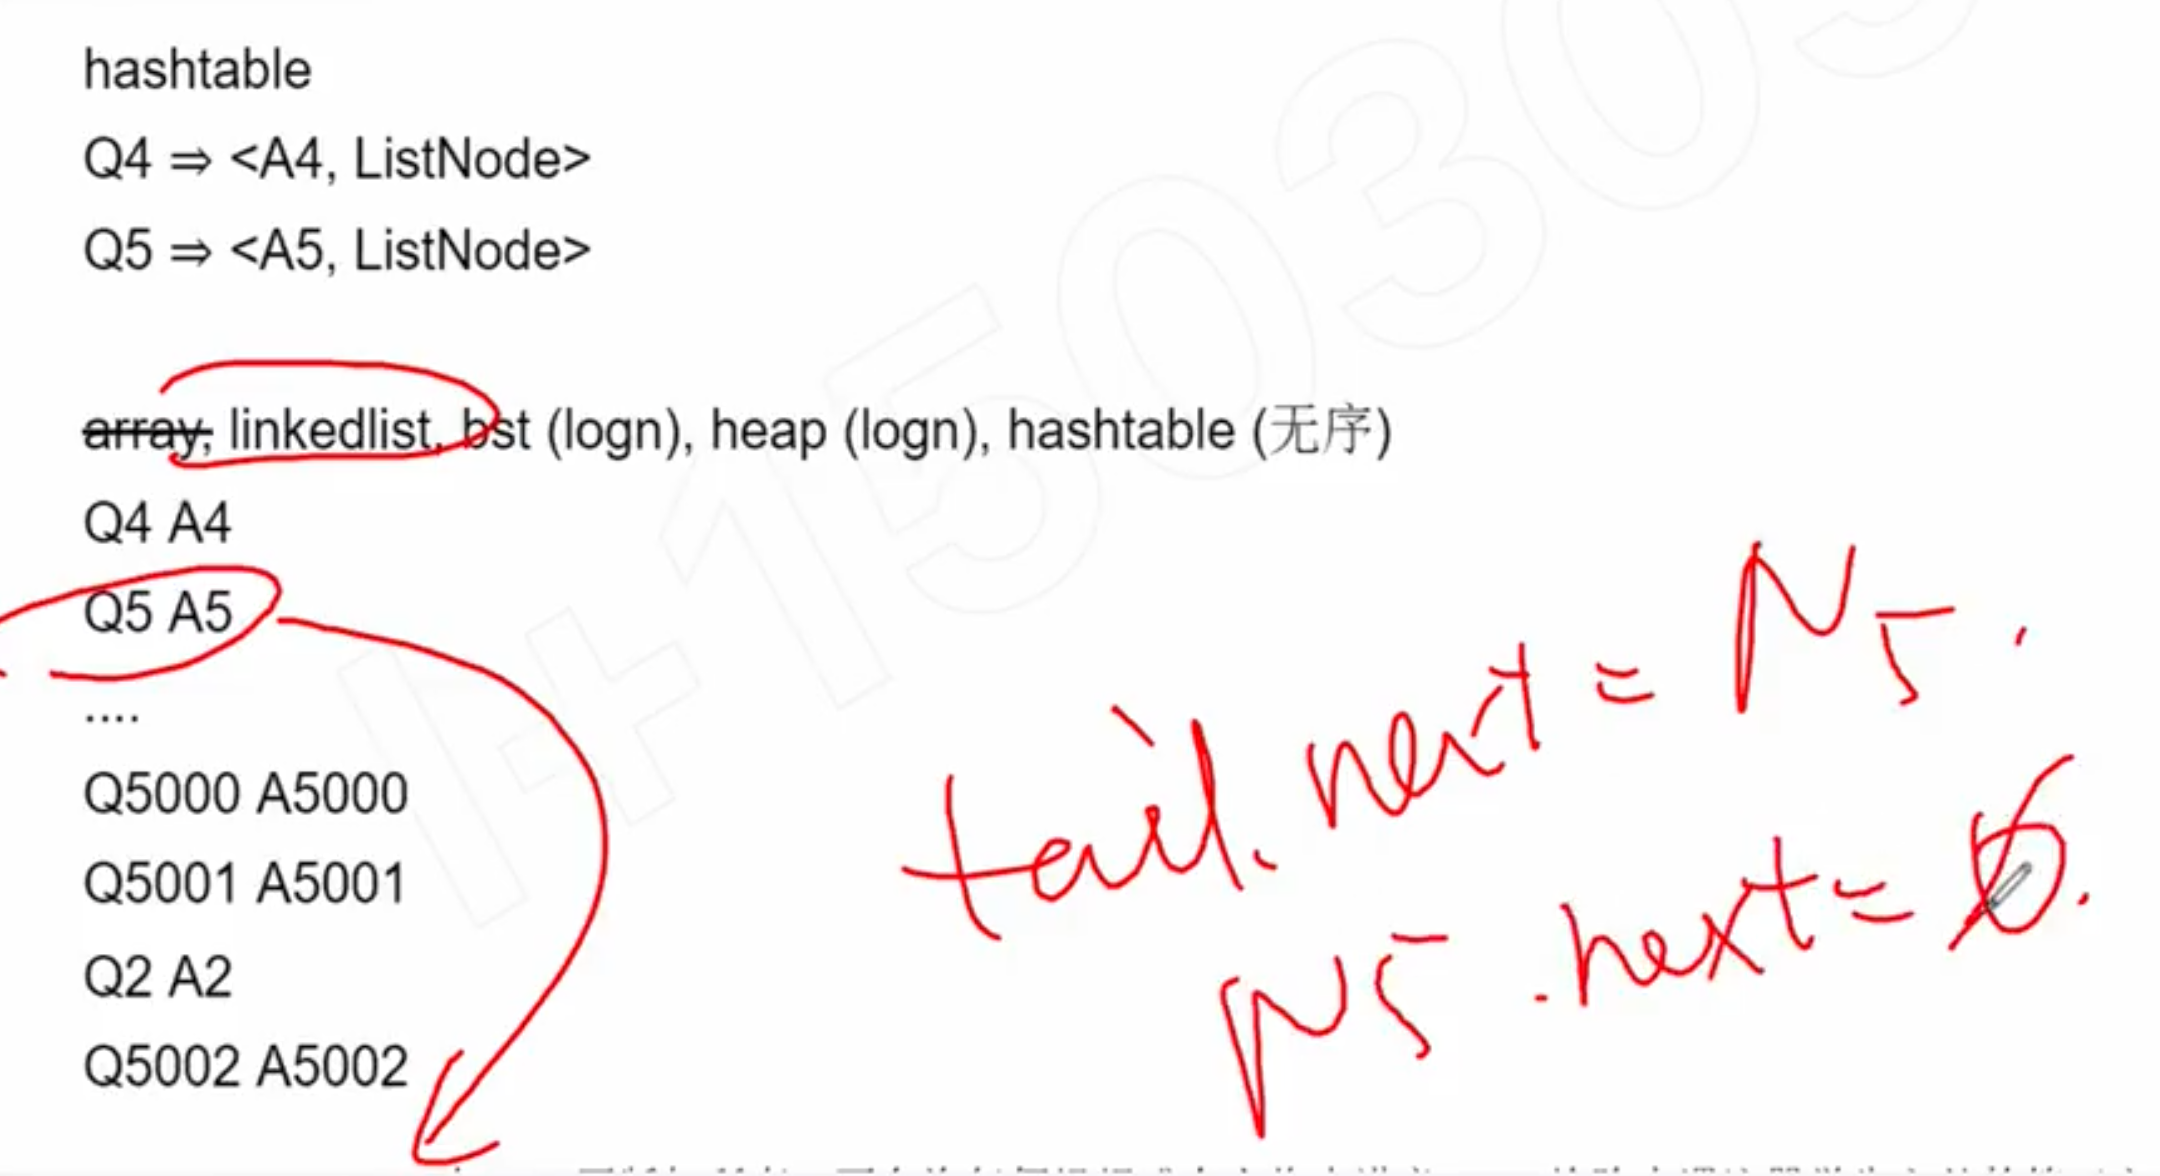 hashtable
Q4 ⇒ <A4, ListNode>
Q5 ⇒ <A5, ListNode>
array, linkedlist, bst (logn), heap (logn), hashtable (无序)
Q4 A4
Q5 A5
....
Q5000 A5000
Q5001 A5001
Q2 A2
Q5002 A5002
tail.next = N5.
N5.next = ∅.